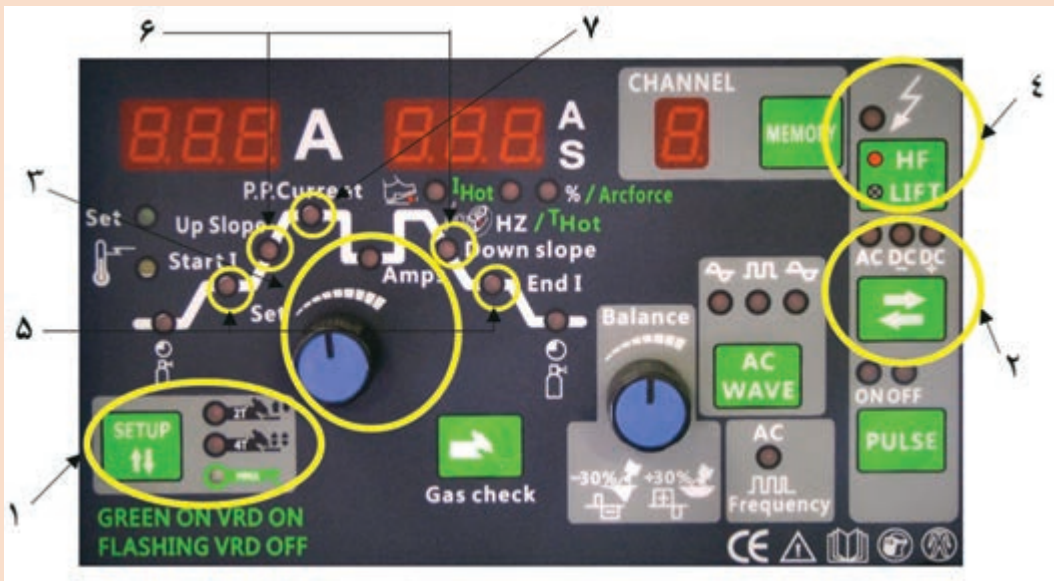 ۶
۷
CHANNEL
۴
A
A
S
MEMORY
HF
LIFT
P.P.Current
IHot
% / Arcforce
۳
Set
Up Slope
HZ / THot
Down slope
AC DC DC
− +
Start I
Amps
End I
Set
۵
Balance
۲
AC
WAVE
ON OFF
SETUP
2T
4T
PULSE
AC
-30% +30%
Gas check
Frequency
۱
GREEN ON VRD ON
FLASHING VRD OFF
CE